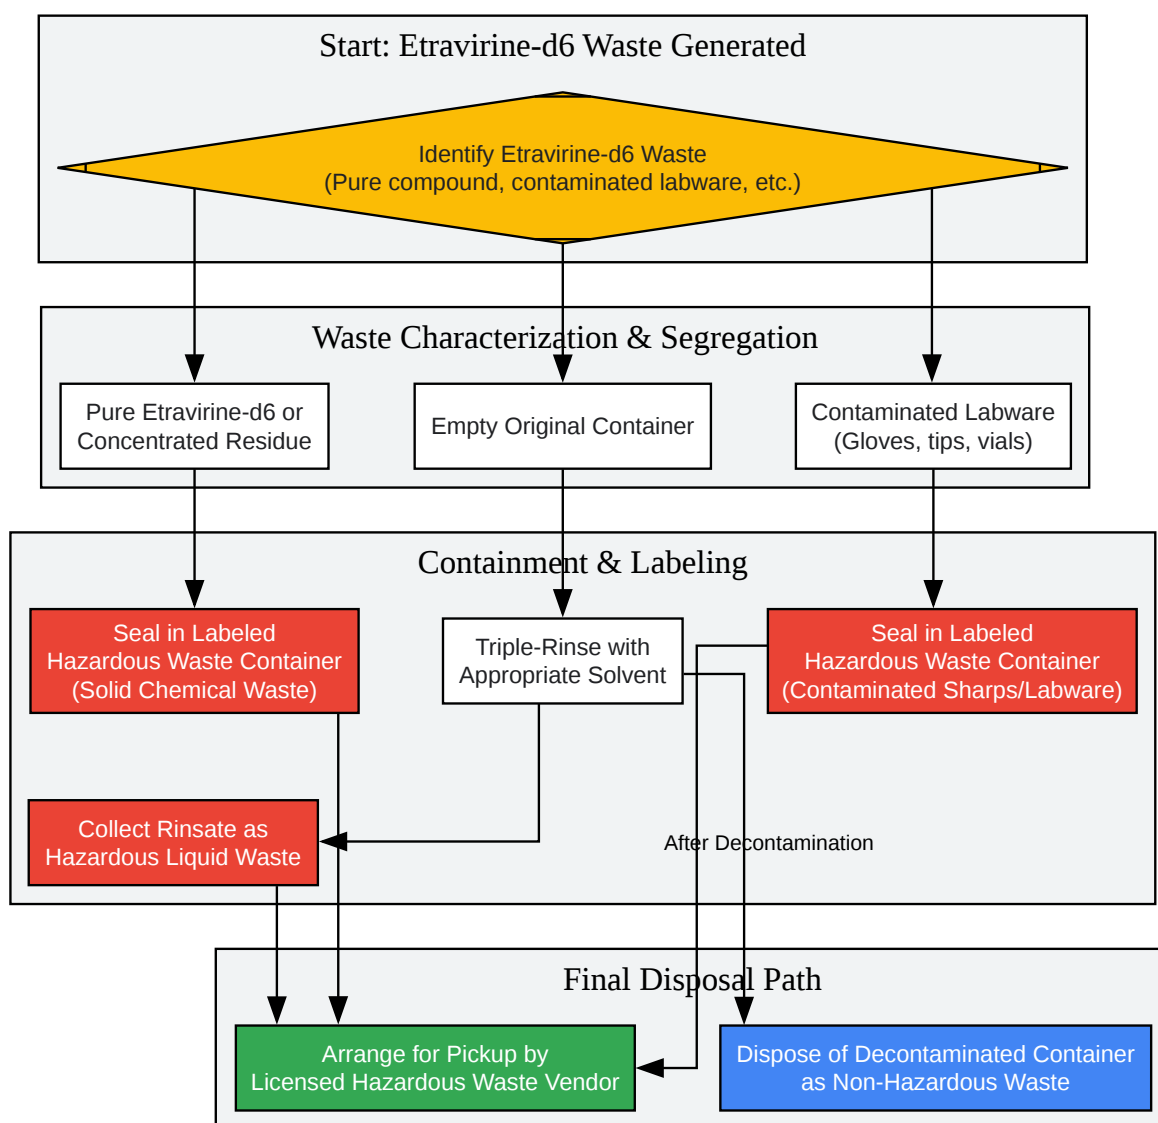 Start: Etravirine-d6 Waste Generated
Identify Etravirine-d6 Waste
(Pure compound, contaminated labware, etc.)
Waste Characterization & Segregation
Pure Etravirine-d6 or
Concentrated Residue
Empty Original Container
Contaminated Labware
(Gloves, tips, vials)
Containment & Labeling
Seal in Labeled
Hazardous Waste Container
(Solid Chemical Waste)
Triple-Rinse with
Appropriate Solvent
Seal in Labeled
Hazardous Waste Container
(Contaminated Sharps/Labware)
Collect Rinsate as
Hazardous Liquid Waste
After Decontamination
Final Disposal Path
Arrange for Pickup by
Licensed Hazardous Waste Vendor
Dispose of Decontaminated Container
as Non-Hazardous Waste